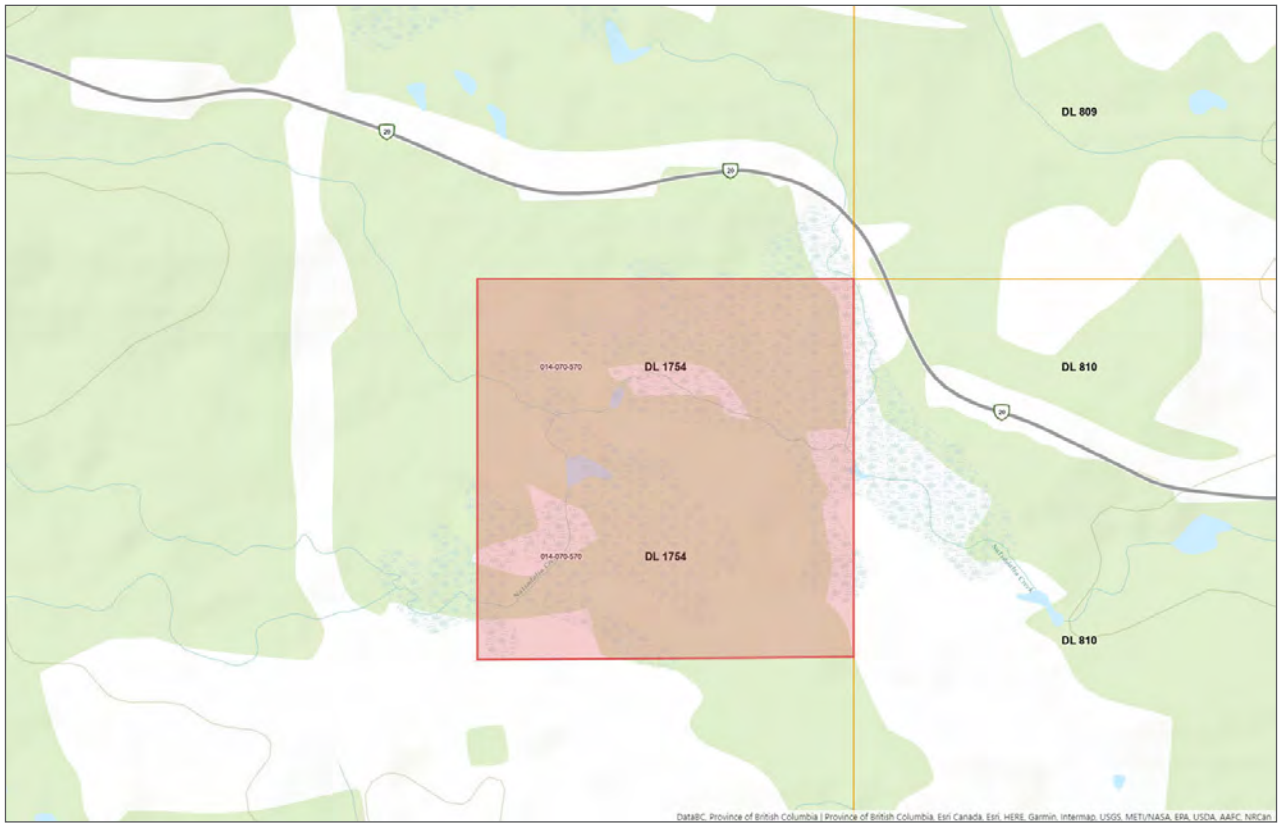 DL 809
20
20
014-070-570
DL 1754
DL 810
20
014-070-570
DL 1754
DL 810
DataBC, Province of British Columbia | Province of British Columbia, Esri Canada, Esri, HERE, Garmin, Intermap, USGS, METI/NASA, EPA, USDA, AAFC, NRCan